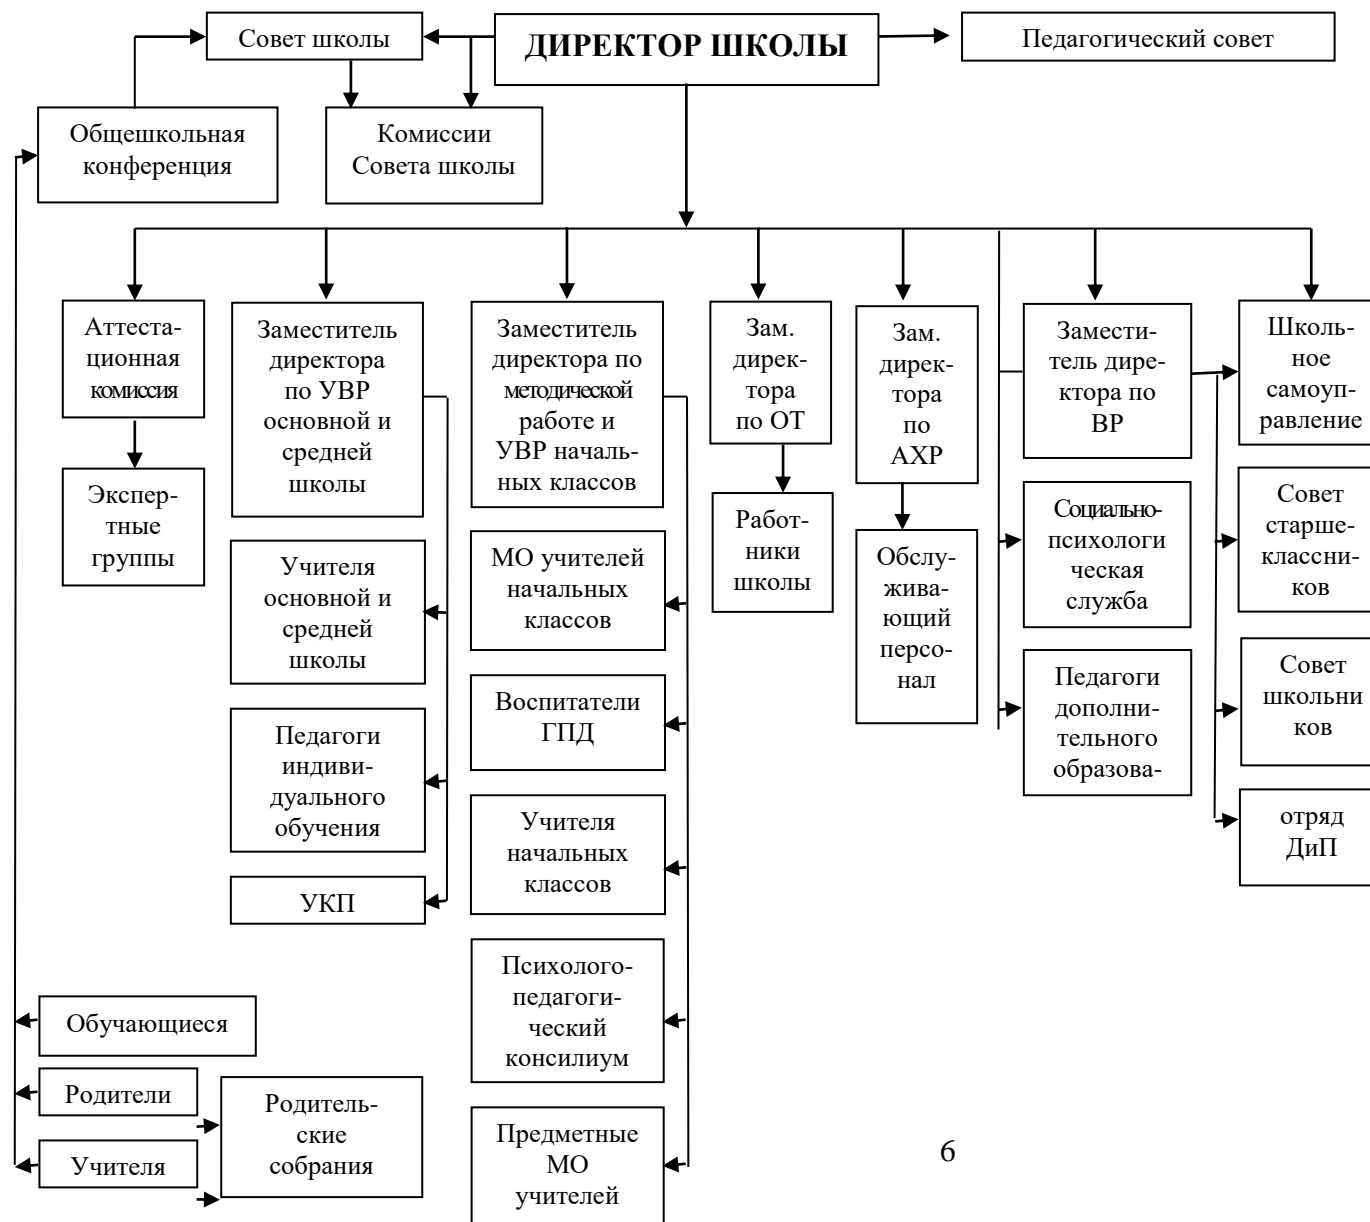 Совет школы
ДИРЕКТОР ШКОЛЫ
Педагогический совет
Общешкольная
конференция
Комиссии
Совета школы
Аттеста-
ционная
комиссия
Заместитель
директора
по УВР
основной и
средней
школы
Заместитель
директора по
методической
работе и
УВР началь-
ных классов
Зам.
дирек-
тора
по ОТ
Зам.
дирек-
тора
по
АХР
Замести-
тель дире-
ктора по
ВР
Школь-
ное
самоуп-
равление
Экспер-
тные
группы
Учителя
основной и
средней
школы
МО учителей
начальных
классов
Работ-
ники
школы
Обслу-
жива-
ющий
персо-
нал
Социально-
психологи
ческая
служба
Совет
старше-
классни-
ков
Педагоги
индиви-
дуального
обучения
Воспитатели
ГПД
Педагоги
дополни-
тельного
образова-
Совет
школьни
ков
Учителя
начальных
классов
отряд
ДиП
УКП
Психолого-
педагоги-
ческий
консилиум
Обучающиеся
Родители
Родитель-
ские
собрания
Учителя
Предметные
МО
учителей
6